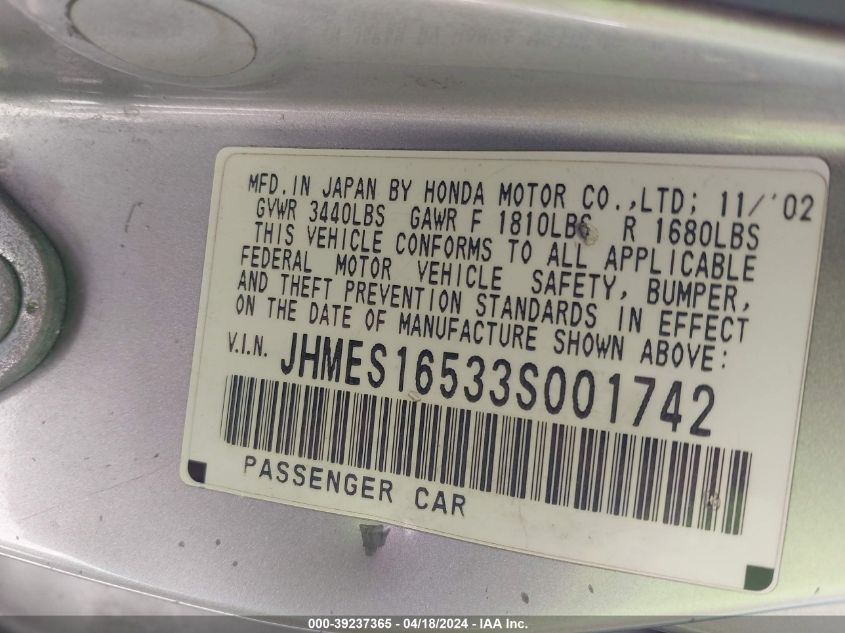 MFD. IN JAPAN BY HONDA MOTOR CO., LTD; 11/'02
GVWR 3440LBS GAWR F 1810LBS R 1680LBS
THIS VEHICLE CONFORMS TO ALL APPLICABLE
FEDERAL MOTOR VEHICLE SAFETY, BUMPER,
AND THEFT PREVENTION STANDARDS IN EFFECT
ON THE DATE OF MANUFACTURE SHOWN ABOVE:
V.I.N. JHMES16533S001742
PASSENGER CAR
000-39237365 - 04/18/2024 - IAA Inc.